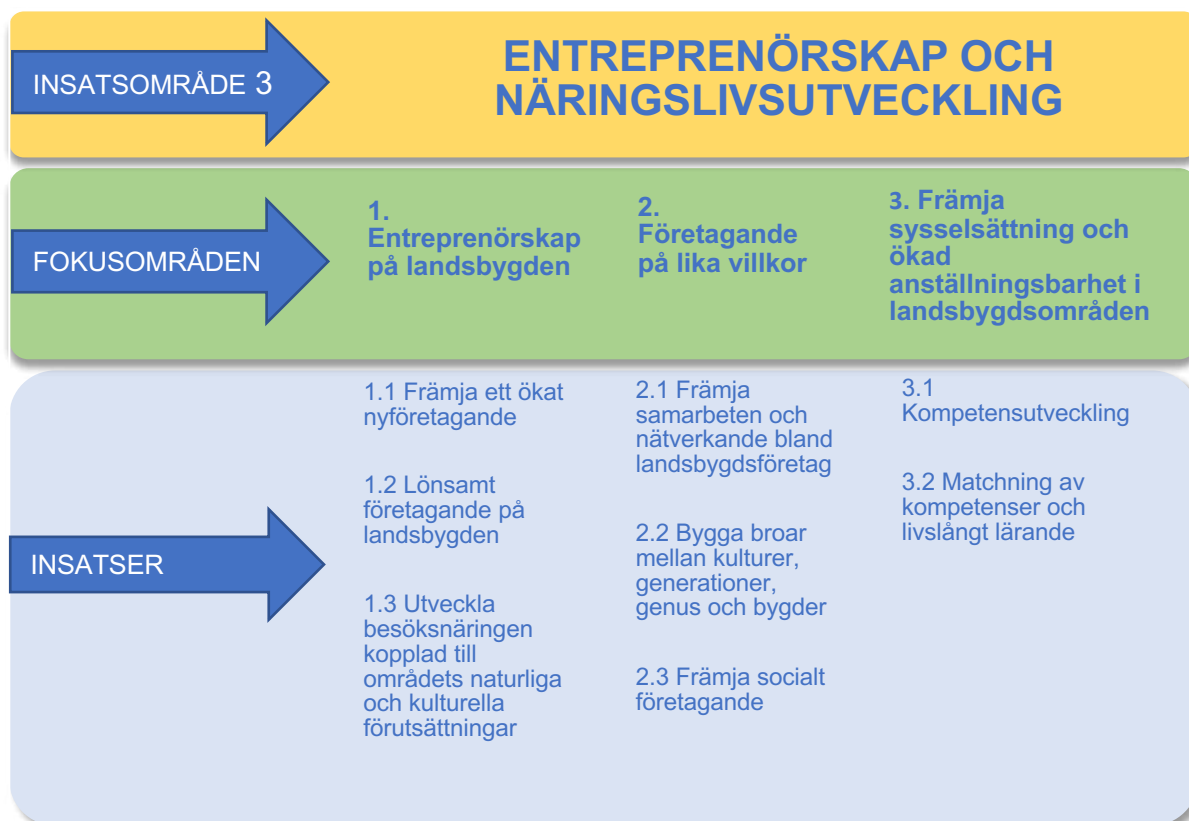 INSATSOMRÅDE 3
ENTREPRENÖRSKAP OCH
NÄRINGSLIVSUTVECKLING
FOKUSOMRÅDEN
1.
Entreprenörskap
på landsbygden
2.
Företagande
på lika villkor
3. Främja
sysselsättning och
ökad
anställningsbarhet i
landsbygdsområden
INSATSER
1.1 Främja ett ökat
nyföretagande
1.2 Lönsamt
företagande på
landsbygden
1.3 Utveckla
besöksnäringen
kopplad till
områdets naturliga
och kulturella
förutsättningar
2.1 Främja
samarbeten och
nätverkande bland
landsbygdsföretag
2.2 Bygga broar
mellan kulturer,
generationer,
genus och bygder
2.3 Främja socialt
företagande
3.1
Kompetensutveckling
3.2 Matchning av
kompetenser och
livslångt lärande